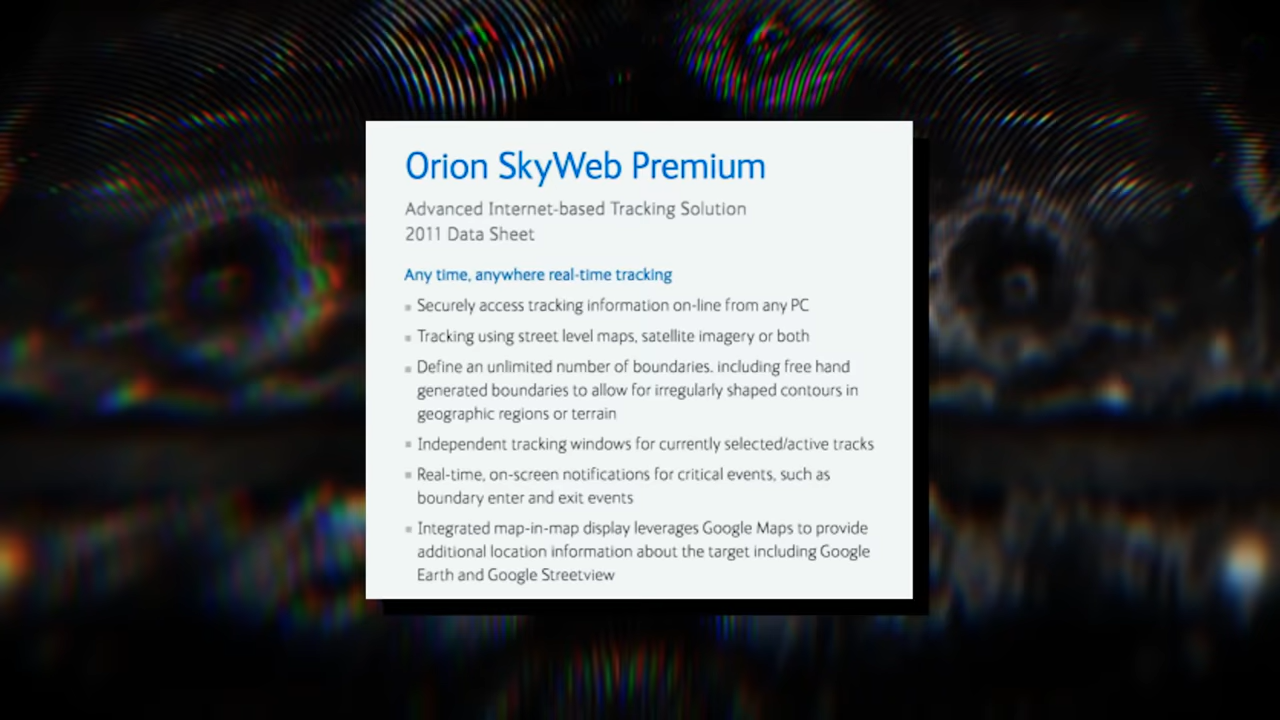 Orion SkyWeb Premium
Advanced Internet-based Tracking Solution
2011 Data Sheet
Any time, anywhere real-time tracking
▪ Securely access tracking information on-line from any PC
▪ Tracking using street level maps, satellite imagery or both
▪ Define an unlimited number of boundaries. including free hand
generated boundaries to allow for irregularly shaped contours in
geographic regions or terrain
▪ Independent tracking windows for currently selected/active tracks
▪ Real-time, on-screen notifications for critical events, such as
boundary enter and exit events
▪ Integrated map-in-map display leverages Google Maps to provide
additional location information about the target including Google
Earth and Google Streetview